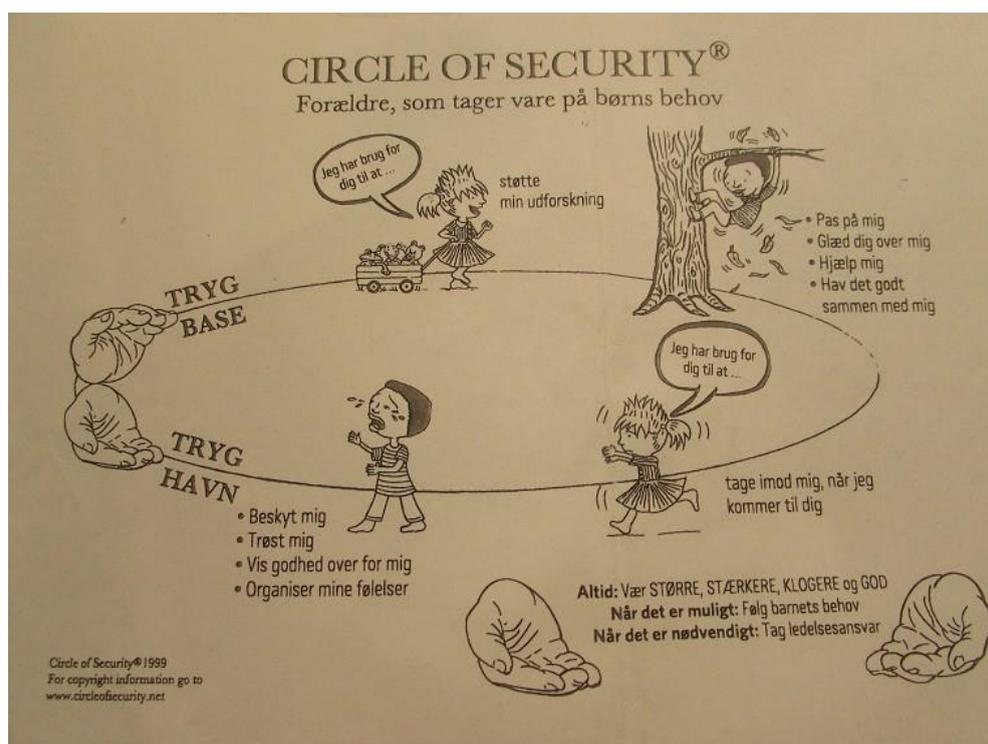 CIRCLE OF SECURITY®
Forældre, som tager vare på børns behov
Jeg har brug for
dig til at ...
støtte
min udforskning
• Pas på mig
• Glæd dig over mig
• Hjælp mig
• Hav det godt
sammen med mig
TRYG
BASE
Jeg har brug for
dig til at ...
tage imod mig, når jeg
kommer til dig
TRYG
HAVN
• Beskyt mig
• Trøst mig
• Vis godhed over for mig
• Organiser mine følelser
Altid: Vær STØRRE, STÆRKERE, KLOGERE og GOD
Når det er muligt: Følg barnets behov
Når det er nødvendigt: Tag ledelsesansvar
Circle of Security®1999
For copyright information go to
www.circleofsecurity.net